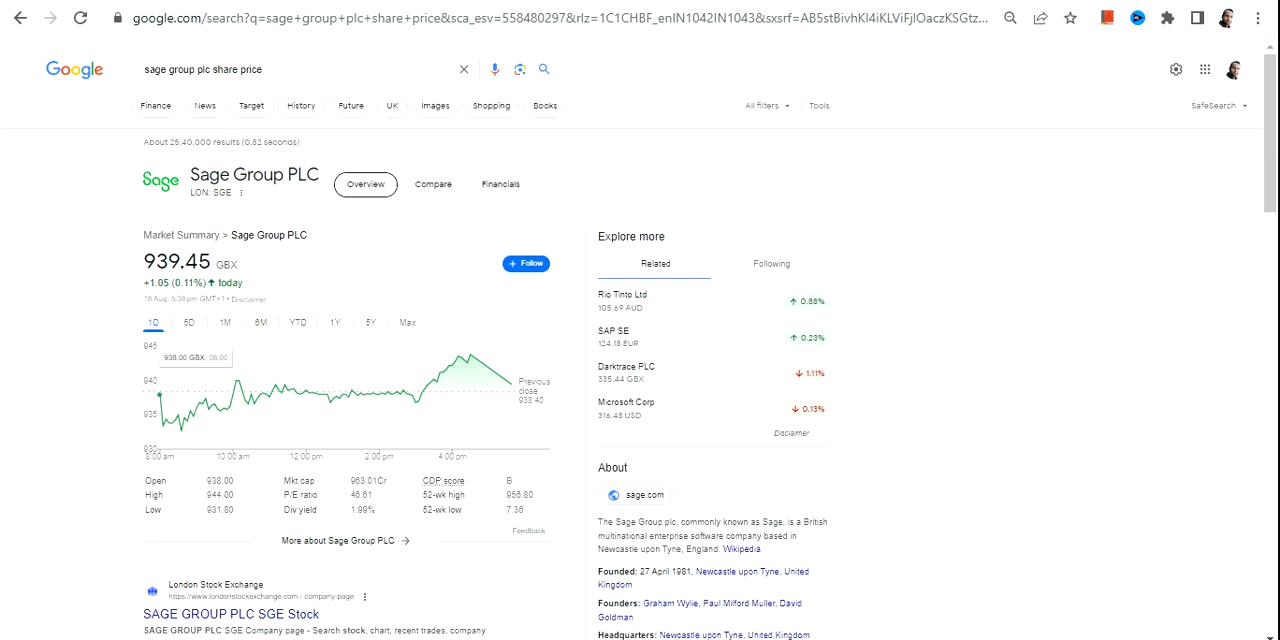 google.com/search?q=sage+group+plc+share+price&sca_esv=558480297&rlz=1C1CHBF_enIN1042IN1043&sxsrf=AB5stBivhKl4iKLViFjlOaczKSGtz...
Google
sage group plc share price
Finance News Target History Future UK Images Shopping Books All filters Tools SafeSearch
About 25,40,000 results (0.82 seconds)
Sage
Sage Group PLC
LON: SGE
Overview Compare Financials
Market Summary > Sage Group PLC
939.45 GBX
+ Follow
+1.05 (0.11%) ↑ today
18 Aug, 5:38 pm GMT+1 • Disclaimer
1D 5D 1M 6M YTD 1Y 5Y Max
945
938.00 GBX 08:00
940
935
930
Previous
close
938.40
8:00 am 10:00 am 12:00 pm 2:00 pm 4:00 pm
Open 938.00 Mkt cap 963.01Cr CDP score B
High 944.00 P/E ratio 46.61 52-wk high 956.80
Low 931.80 Div yield 1.99% 52-wk low 7.36
Feedback
More about Sage Group PLC →
London Stock Exchange
https://www.londonstockexchange.com › company-page
SAGE GROUP PLC SGE Stock
SAGE GROUP PLC SGE Company page - Search stock, chart, recent trades, company
Explore more
Related Following
Rio Tinto Ltd
105.69 AUD
↑ 0.88%
SAP SE
124.18 EUR
↑ 0.23%
Darktrace PLC
335.44 GBX
↓ 1.11%
Microsoft Corp
316.48 USD
↓ 0.13%
Disclaimer
About
sage.com
The Sage Group plc, commonly known as Sage, is a British
multinational enterprise software company based in
Newcastle upon Tyne, England. Wikipedia
Founded: 27 April 1981, Newcastle upon Tyne, United
Kingdom
Founders: Graham Wylie, Paul Milford Muller, David
Goldman
Headquarters: Newcastle upon Tyne, United Kingdom